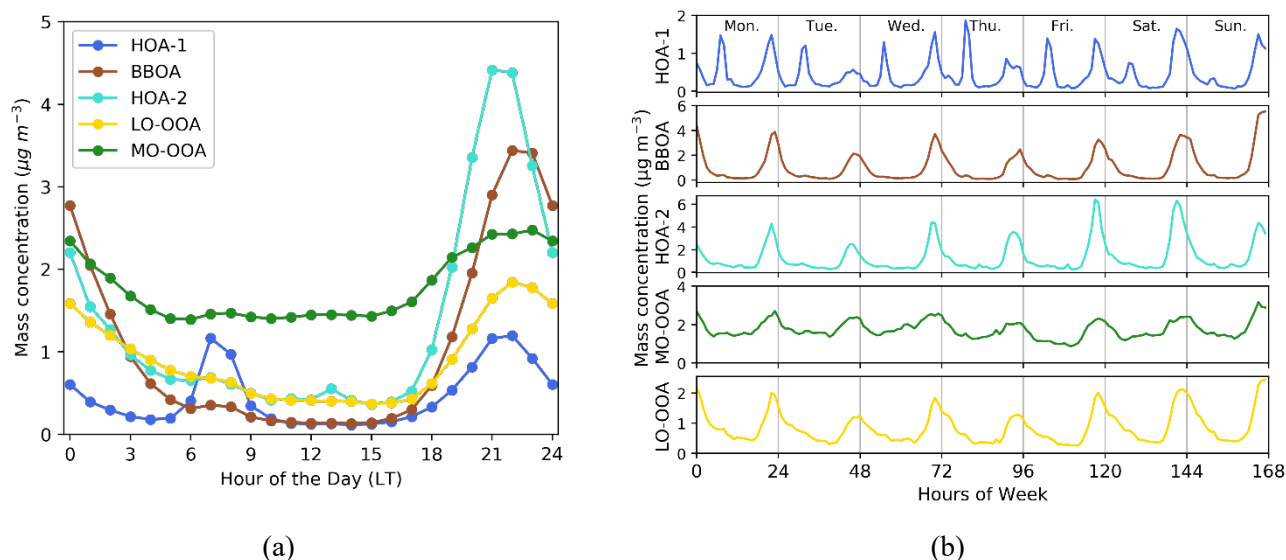 5
4
3
2
1
0
Mass concentration (μg m⁻³)
HOA-1
BBOA
HOA-2
LO-OOA
MO-OOA
0 3 6 9 12 15 18 21 24
Hour of the Day (LT)
(a)
Mon. Tue. Wed. Thu. Fri. Sat. Sun.
Mass concentration (μg m⁻³)
HOA-1
2
1
0
BBOA
6
4
2
0
HOA-2
6
4
2
0
MO-OOA
4
2
0
LO-OOA
2
1
0
0 24 48 72 96 120 144 168
Hours of Week
(b)